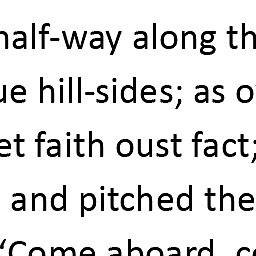 half-way along th
ue hill-sides; as o
et faith oust fact;
and pitched the
“Come aboard, co